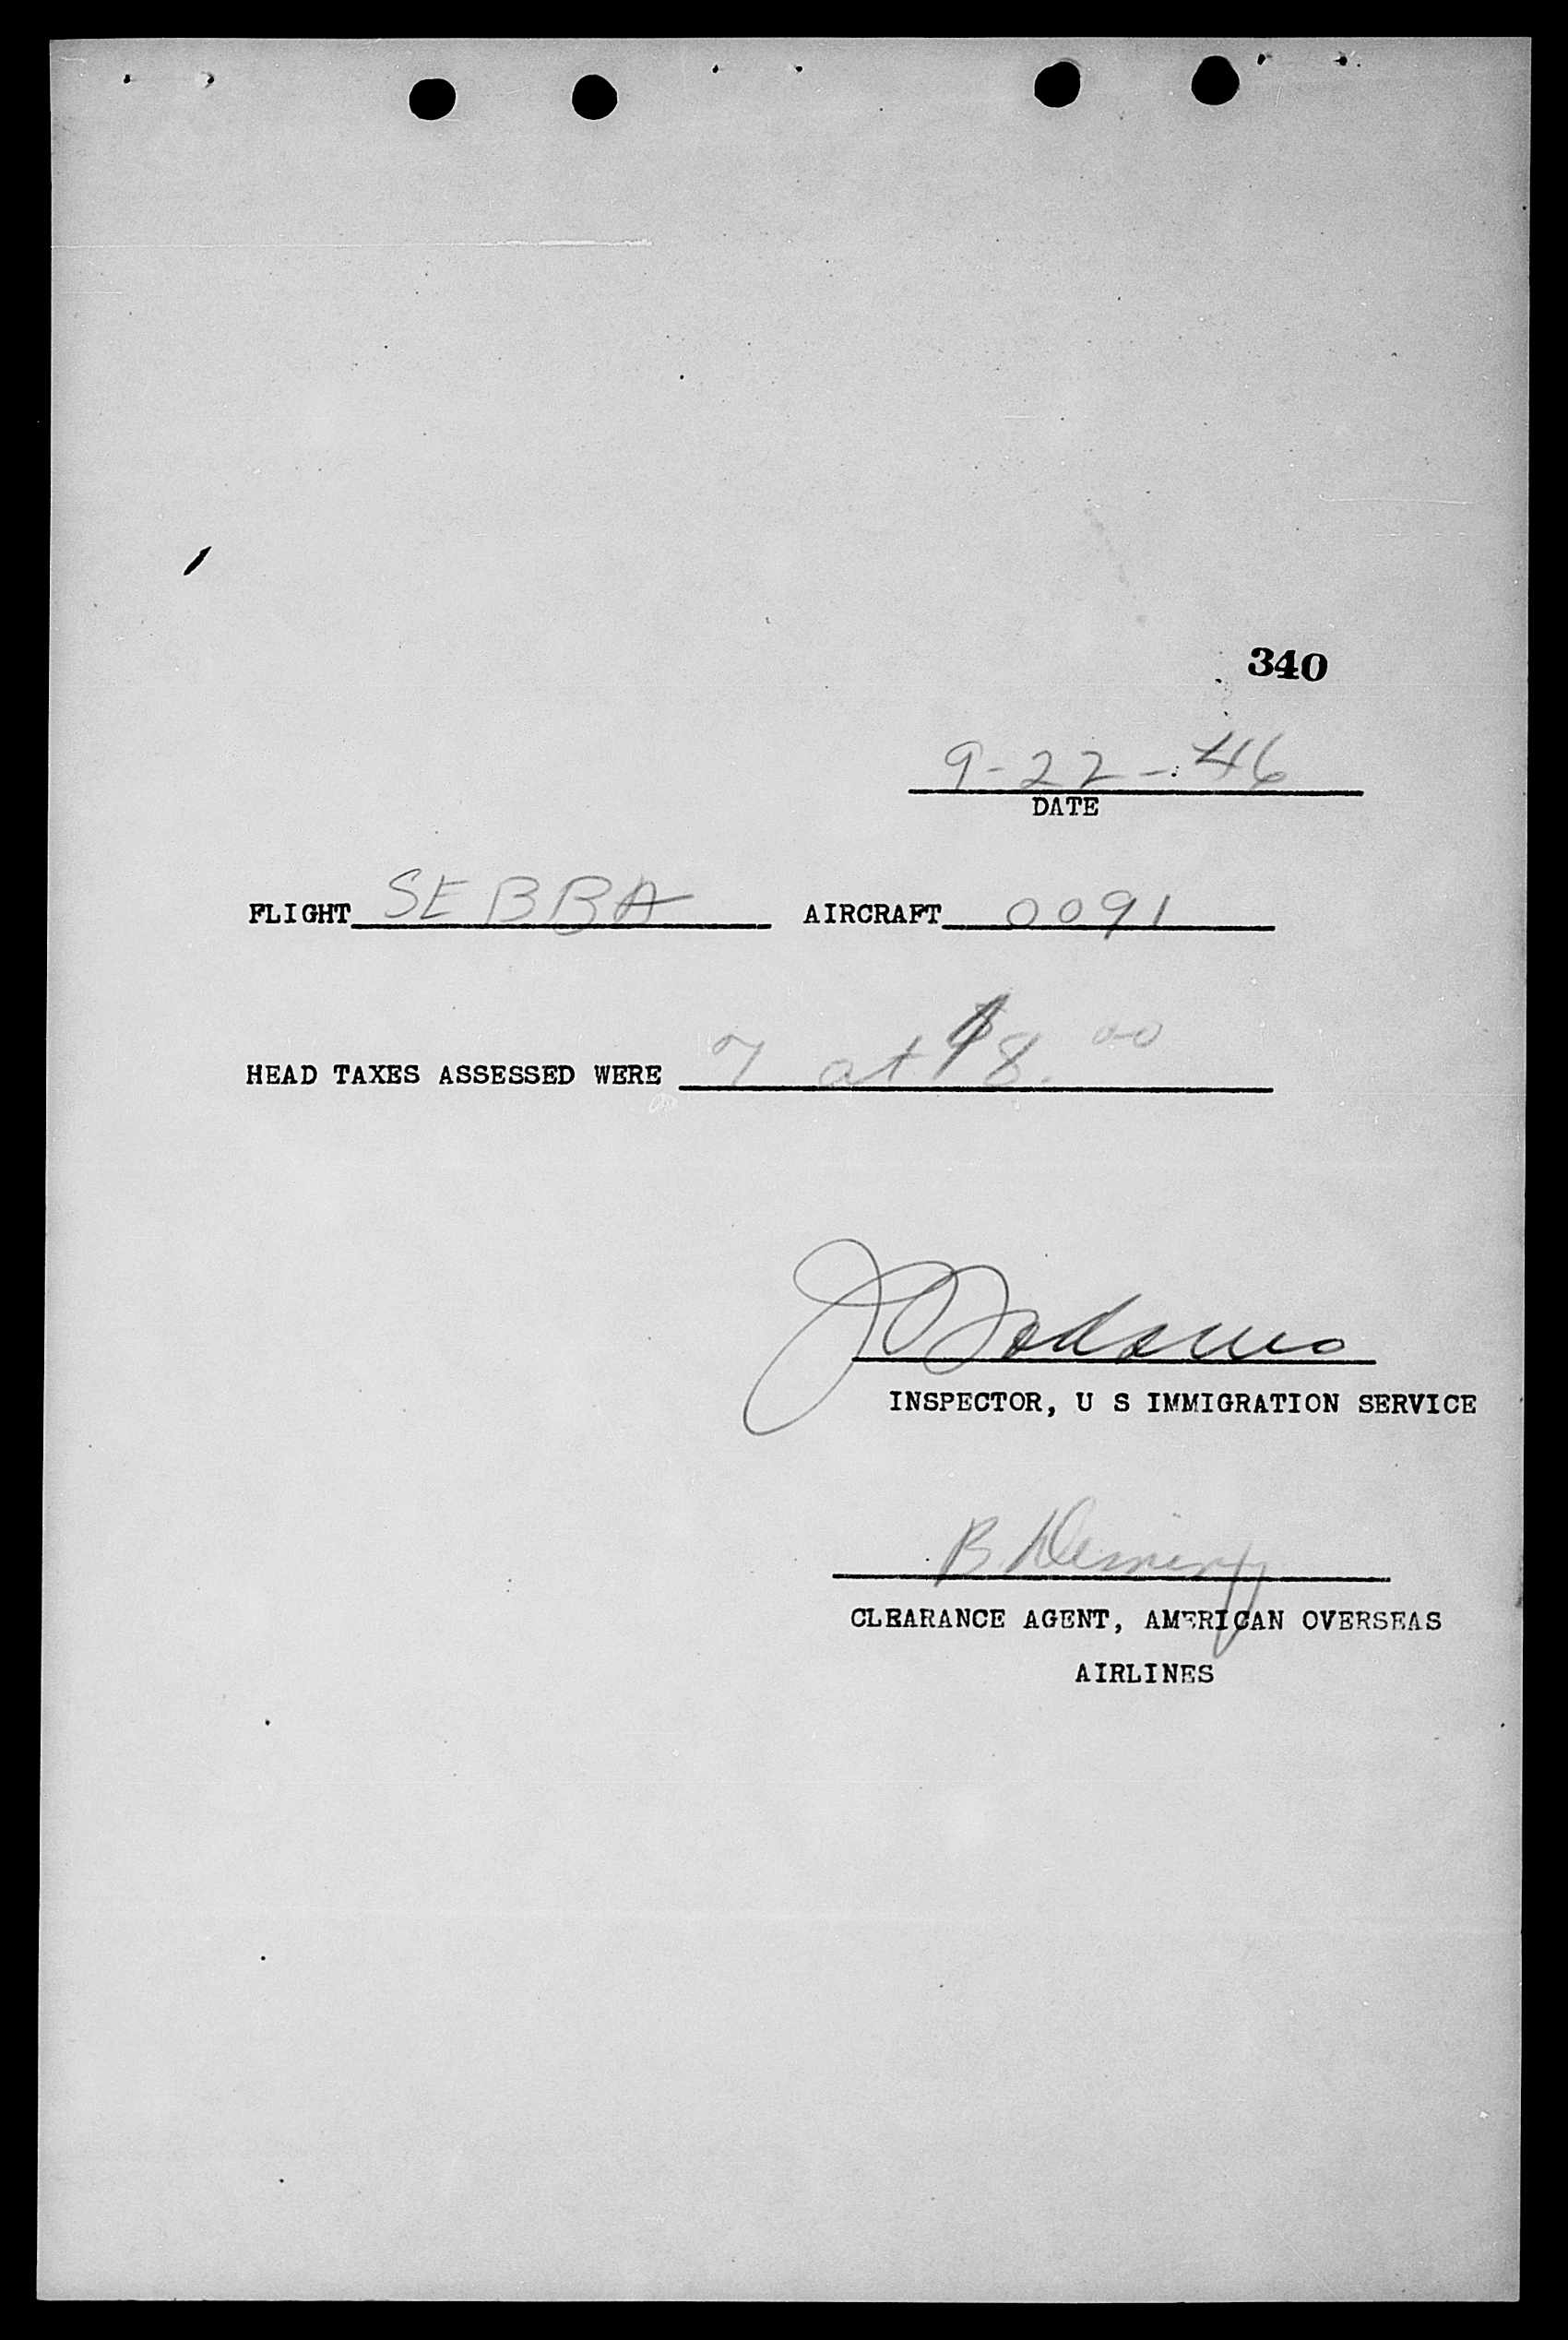 340
9-22-46
DATE
FLIGHT SEBBA AIRCRAFT 0091
HEAD TAXES ASSESSED WERE 7 at $8.00
INSPECTOR, U S IMMIGRATION SERVICE
B. Deming
CLEARANCE AGENT, AMERICAN OVERSEAS
AIRLINES